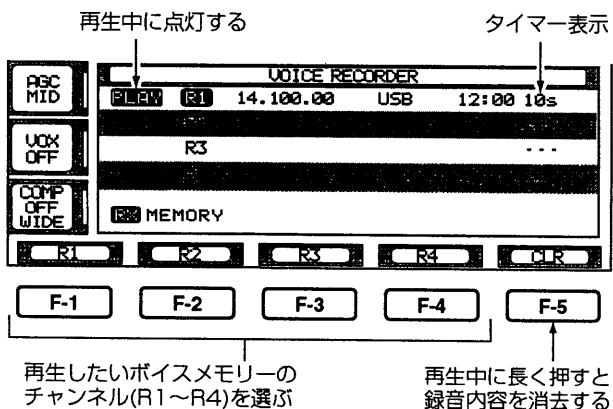 再生中に点灯する
タイマー表示
AGC
MID
VOICE RECORDER
PLAY R1 14.100.00 USB 12:00 10s
VOX
OFF
R3 ---
COMP
OFF
WIDE
RX MEMORY
R1 R2 R3 R4 CLR
F-1 F-2 F-3 F-4 F-5
再生したいボイスメモリーの
チャンネル(R1～R4)を選ぶ
再生中に長く押すと
録音内容を消去する